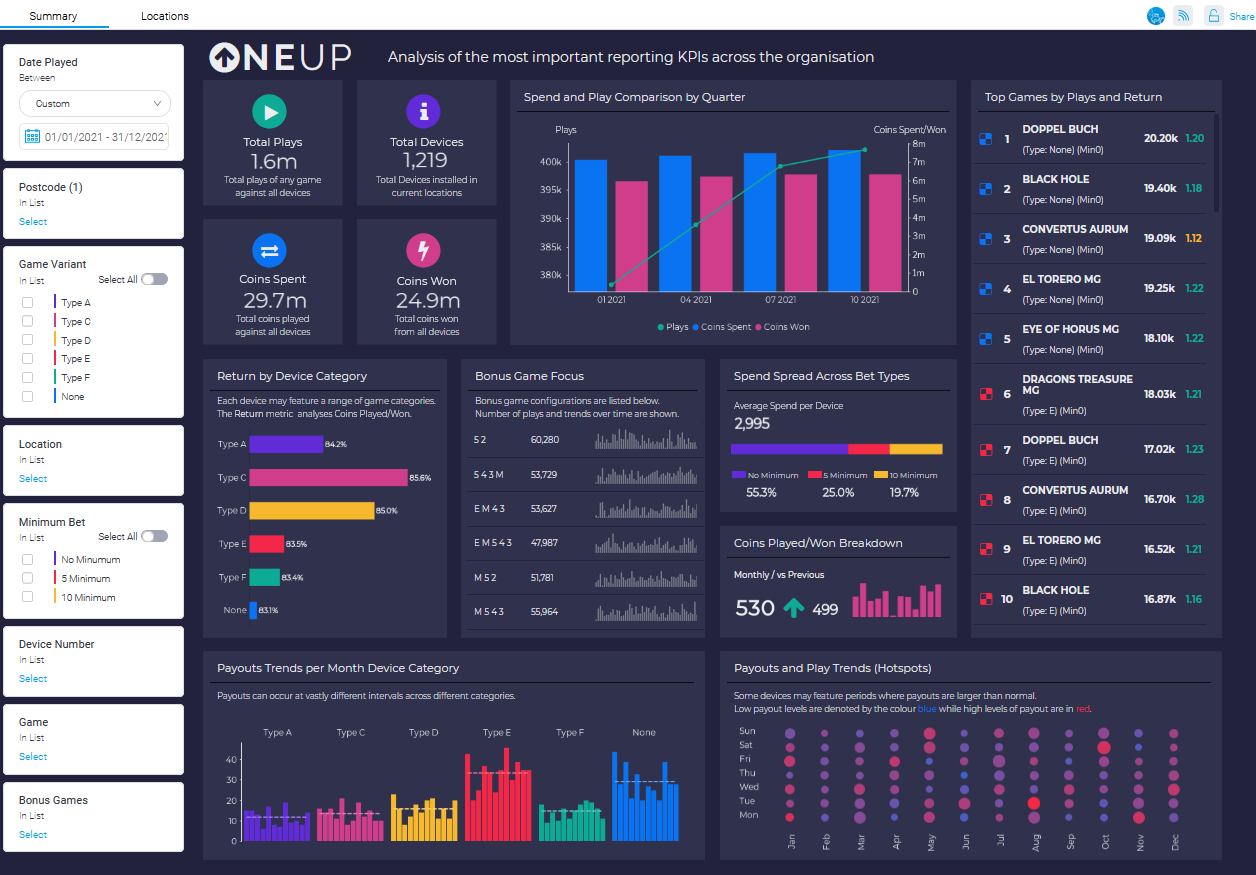 Summary
Locations
Share
Date Played
Between
Custom
01/01/2021 - 31/12/2021
Postcode (1)
In List
Select
Game Variant
In List
Select All
Type A
Type C
Type D
Type E
Type F
None
Location
In List
Select
Minimum Bet
In List
Select All
No Minumum
5 Minimum
10 Minimum
Device Number
In List
Select
Game
In List
Select
Bonus Games
In List
Select
ONEUP
Analysis of the most important reporting KPIs across the organisation
Total Plays
1.6m
Total plays of any game
against all devices
Total Devices
1,219
Total Devices installed in
current locations
Coins Spent
29.7m
Total coins played
against all devices
Coins Won
24.9m
Total coins won
from all devices
Spend and Play Comparison by Quarter
Plays
Coins Spent/Won
400k
395k
390k
385k
380k
8m
7m
6m
5m
4m
3m
2m
1m
0
01 2021
04 2021
07 2021
10 2021
Plays
Coins Spent
Coins Won
Top Games by Plays and Return
1 DOPPEL BUCH 20.20k 1.20
(Type: None) (Min0)
2 BLACK HOLE 19.40k 1.18
(Type: None) (Min0)
3 CONVERTUS AURUM 19.09k 1.12
(Type: None) (Min0)
4 EL TORERO MG 19.25k 1.22
(Type: None) (Min0)
5 EYE OF HORUS MG 18.10k 1.22
(Type: None) (Min0)
6 DRAGONS TREASURE
MG 18.03k 1.21
(Type: E) (Min0)
7 DOPPEL BUCH 17.02k 1.23
(Type: E) (Min0)
8 CONVERTUS AURUM 16.70k 1.28
(Type: E) (Min0)
9 EL TORERO MG 16.52k 1.21
(Type: E) (Min0)
10 BLACK HOLE 16.87k 1.16
(Type: E) (Min0)
Return by Device Category
Each device may feature a range of game categories.
The Return metric analyses Coins Played/Won.
Type A 84.2%
Type C 85.6%
Type D 85.0%
Type E 83.5%
Type F 83.4%
None 83.1%
Bonus Game Focus
Bonus game configurations are listed below.
Number of plays and trends over time are shown.
5 2 60,280
5 4 3 M 53,729
E M 4 3 53,627
E M 5 4 3 47,987
M 5 2 51,781
M 5 4 3 55,964
Spend Spread Across Bet Types
Average Spend per Device
2,995
No Minimum
5 Minimum
10 Minimum
55.3%
25.0%
19.7%
Coins Played/Won Breakdown
Monthly / vs Previous
530
499
Payouts Trends per Month Device Category
Payouts can occur at vastly different intervals across different categories.
Type A
Type C
Type D
Type E
Type F
None
40
30
20
10
0
Payouts and Play Trends (Hotspots)
Some devices may feature periods where payouts are larger than normal.
Low payout levels are denoted by the colour blue while high levels of payout are in red.
Sun
Sat
Fri
Thu
Wed
Tue
Mon
Jan
Feb
Mar
Apr
May
Jun
Jul
Aug
Sep
Oct
Nov
Dec